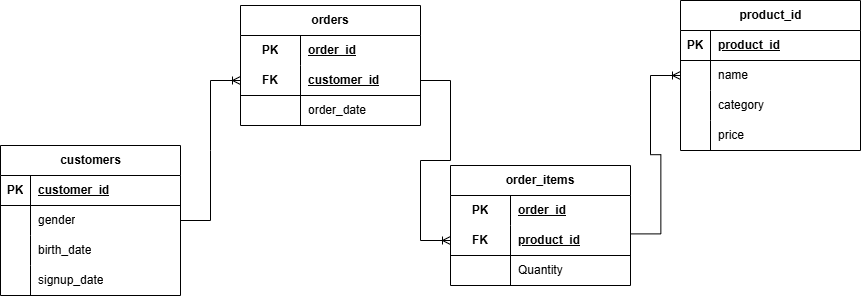 orders
PK order_id
FK customer_id
order_date
product_id
PK product_id
name
category
price
customers
PK customer_id
gender
birth_date
signup_date
order_items
PK order_id
FK product_id
Quantity